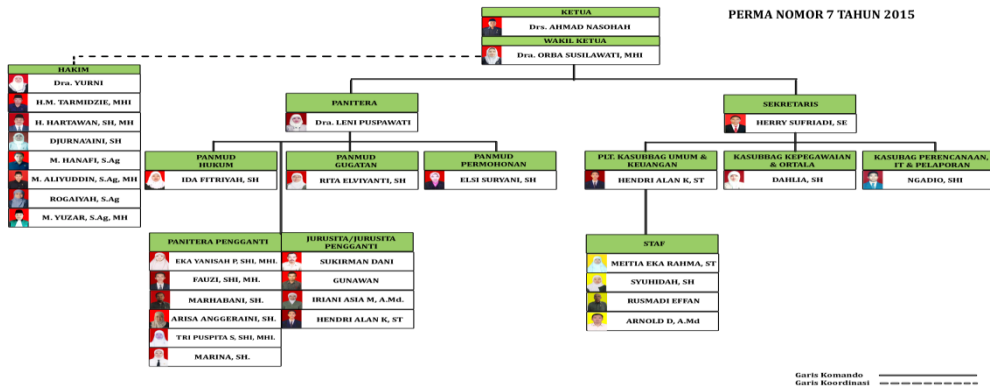 PERMA NOMOR 7 TAHUN 2015
KETUA
Drs. AHMAD NASOHAH
WAKIL KETUA
Dra. ORBA SUSILAWATI, MHI
HAKIM
Dra. YURNI
H.M. TARMIDZIE, MHI
H. HARTAWAN, SH, MH
DJURNA'AINI, SH
M. HANAFI, S.Ag
M. ALIYUDDIN, S.Ag, MH
ROGAIYAH, S.Ag
M. YUZAR, S.Ag, MH
PANITERA
Dra. LENI PUSPAWATI
SEKRETARIS
HERRY SUFRIADI, SE
PANMUD
HUKUM
IDA FITRIYAH, SH
PANMUD
GUGATAN
RITA ELVIYANTI, SH
PANMUD
PERMOHONAN
ELSI SURYANI, SH
PLT. KASUBBAG UMUM &
KEUANGAN
HENDRI ALAN K, ST
KASUBBAG KEPEGAWAIAN
& ORTALA
DAHLIA, SH
KASUBAG PERENCANAAN,
IT & PELAPORAN
NGADIO, SHI
PANITERA PENGGANTI
EKA YANISAH P, SHI, MHI.
FAUZI, SHI, MH.
MARHABANI, SH.
ARISA ANGGERAINI, SH.
TRI PUSPITA S, SHI, MHI.
MARINA, SH.
JURUSITA/JURUSITA
PENGGANTI
SUKIRMAN DANI
GUNAWAN
IRIANI ASIA M, A.Md.
HENDRI ALAN K, ST
STAF
MEITIA EKA RAHMA, ST
SYUHIDAH, SH
RUSMADI EFFAN
ARNOLD D, A.Md
Garis Komando
Garis Koordinasi